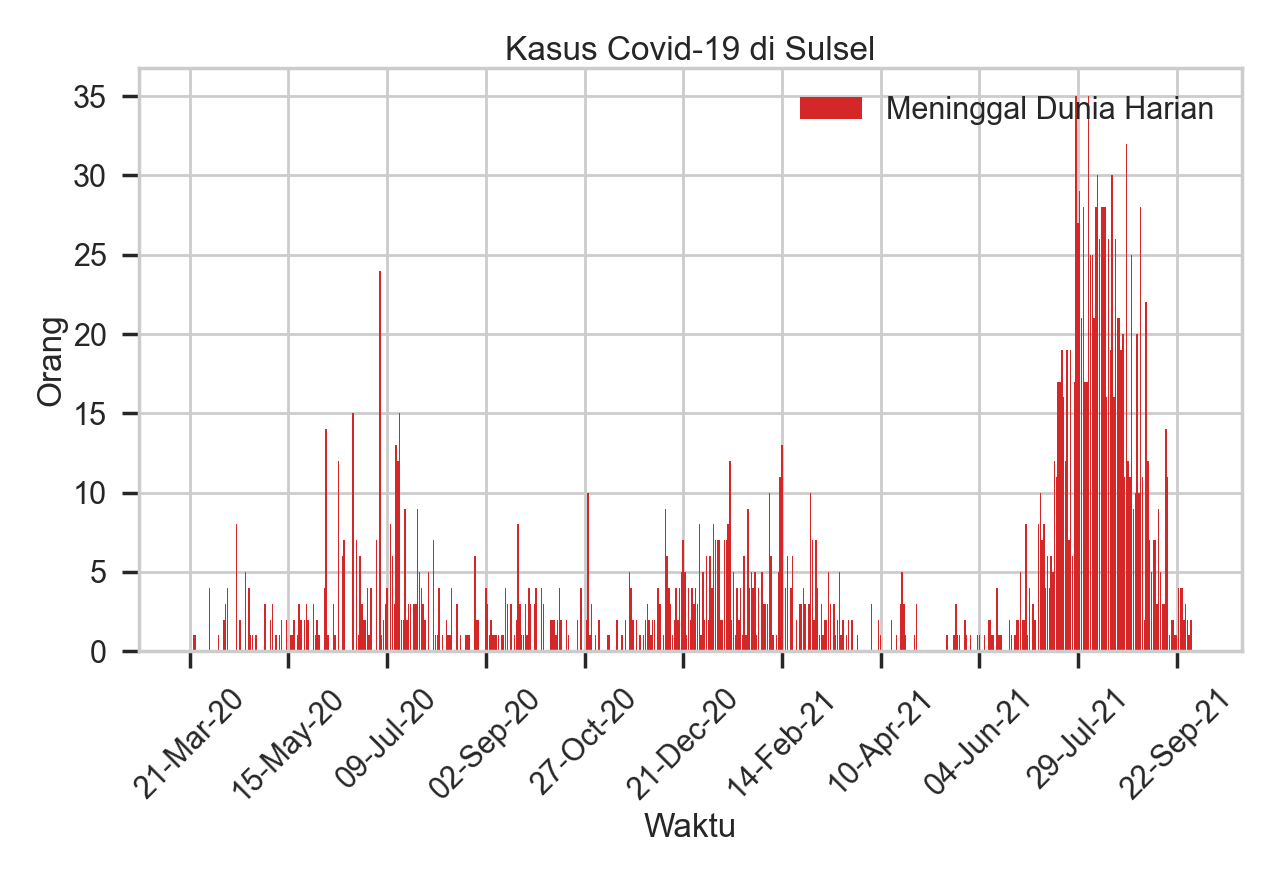 Kasus Covid-19 di Sulsel
Meninggal Dunia Harian
Orang
35
30
25
20
15
10
5
0
21-Mar-20
15-May-20
09-Jul-20
02-Sep-20
27-Oct-20
21-Dec-20
14-Feb-21
10-Apr-21
04-Jun-21
29-Jul-21
22-Sep-21
Waktu